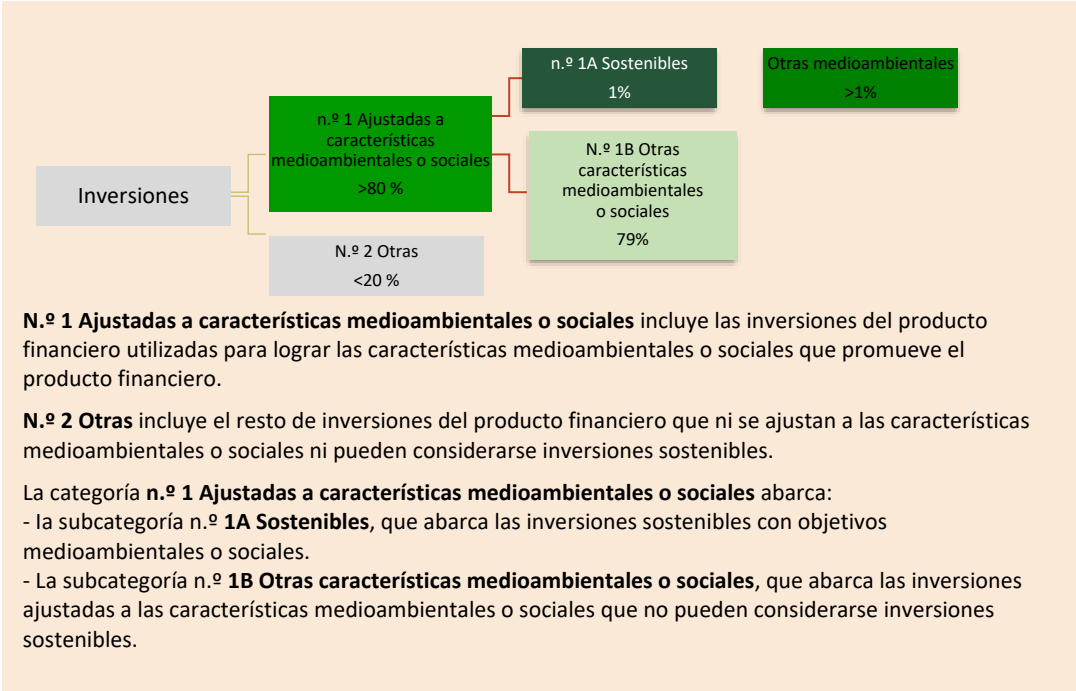 n.º 1A Sostenibles
1%
Otras medioambientales
>1%
n.º 1 Ajustadas a
características
medioambientales o sociales
>80 %
N.º 1B Otras
características
medioambientales
o sociales
79%
Inversiones
N.º 2 Otras
<20 %
N.º 1 Ajustadas a características medioambientales o sociales incluye las inversiones del producto
financiero utilizadas para lograr las características medioambientales o sociales que promueve el
producto financiero.
N.º 2 Otras incluye el resto de inversiones del producto financiero que ni se ajustan a las características
medioambientales o sociales ni pueden considerarse inversiones sostenibles.
La categoría n.º 1 Ajustadas a características medioambientales o sociales abarca:
- la subcategoría n.º 1A Sostenibles, que abarca las inversiones sostenibles con objetivos
medioambientales o sociales.
- La subcategoría n.º 1B Otras características medioambientales o sociales, que abarca las inversiones
ajustadas a las características medioambientales o sociales que no pueden considerarse inversiones
sostenibles.